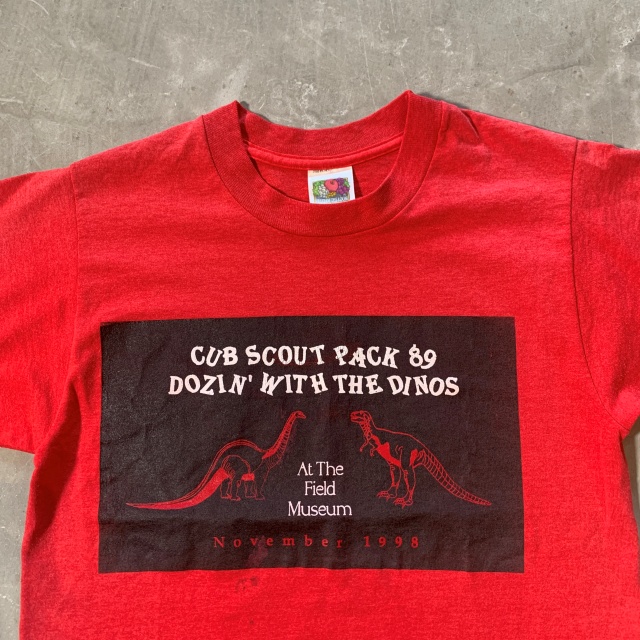 CUB SCOUT PACK 89
DOZIN' WITH THE DINOS
At The
Field
Museum
November 1998